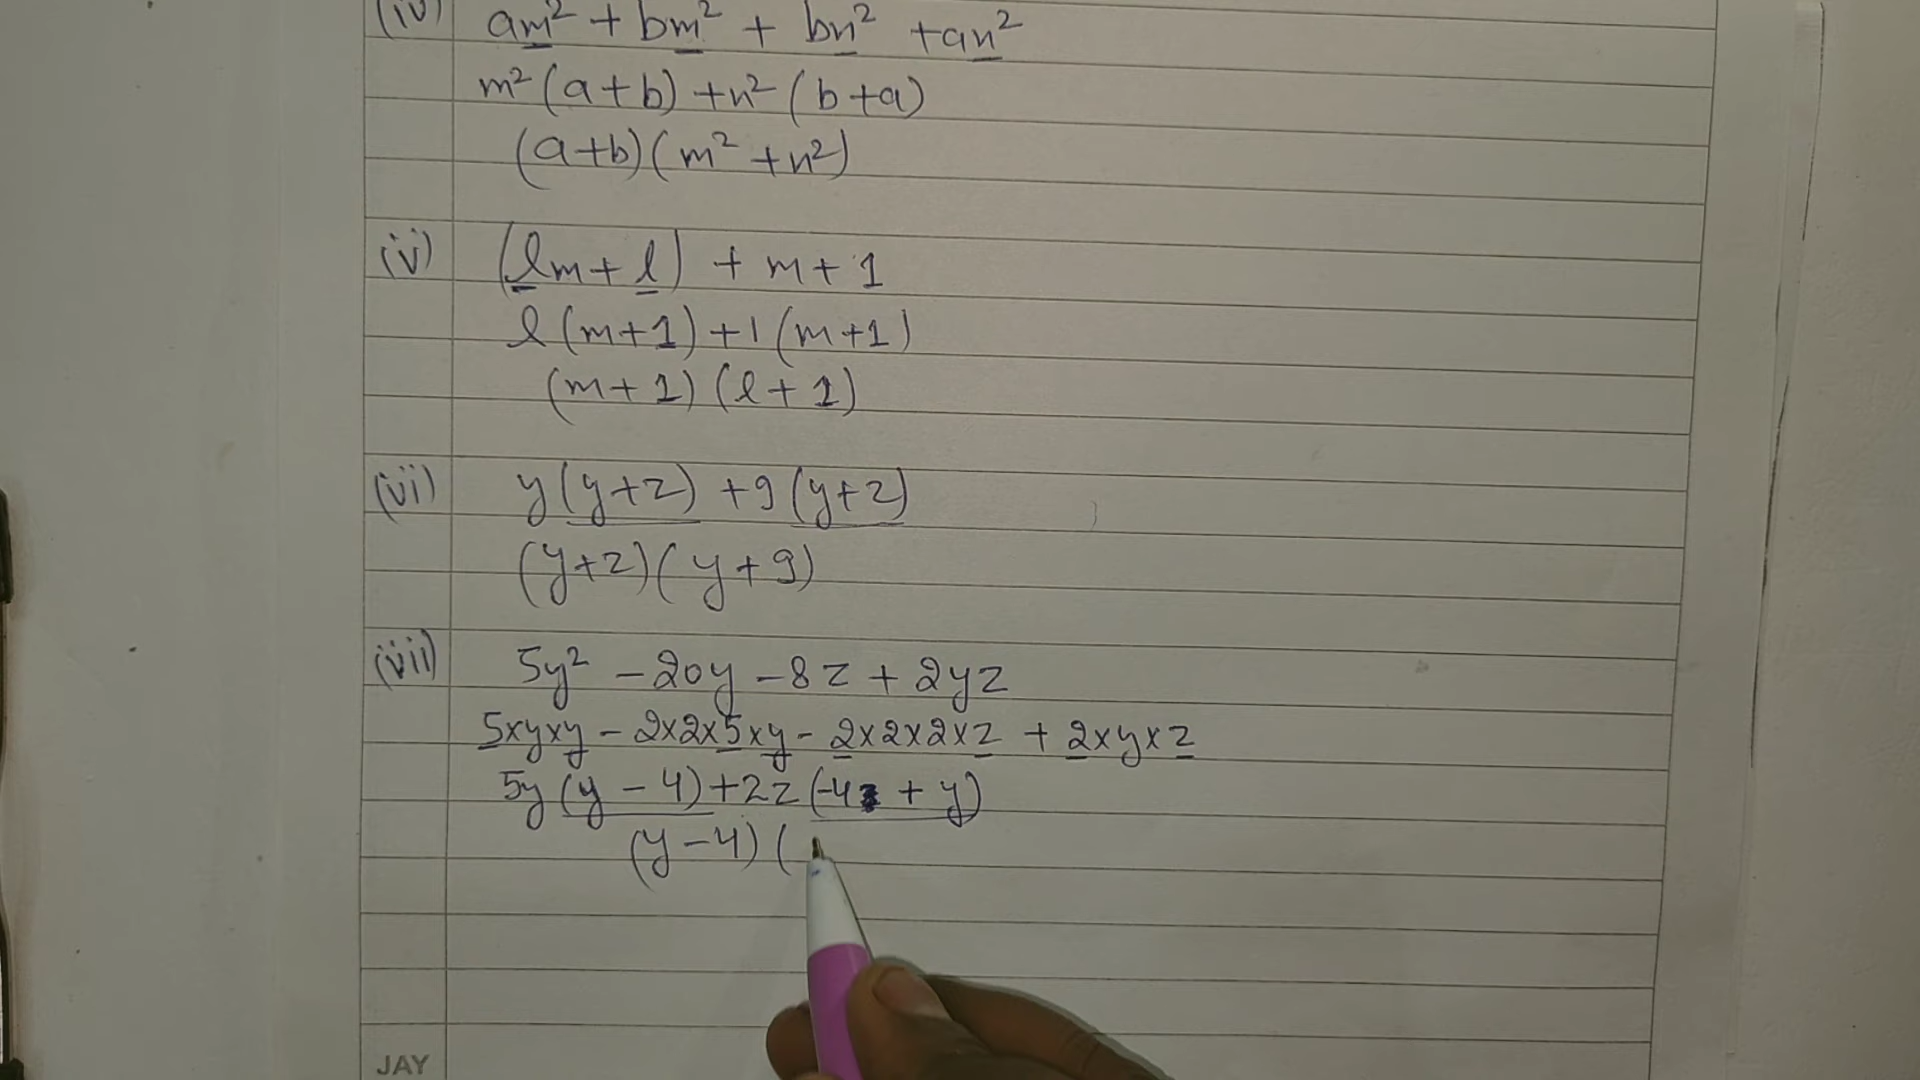 (iv) am² + bm² + bn² + an²
m² (a+b) + n² (b+a)
(a+b) (m² + n²)
(v) (lm + l) + m + 1
l (m+1) + 1 (m+1)
(m+1) (l+1)
(vi) y (y+z) + 9 (y+z)
(y+z) (y+9)
(vii) 5y² - 20y - 8z + 2yz
5xyxy - 2x2x5xy - 2x2x2xz + 2xyxz
5y (y - 4) + 2z (-4 + y)
(y - 4) (
JAY